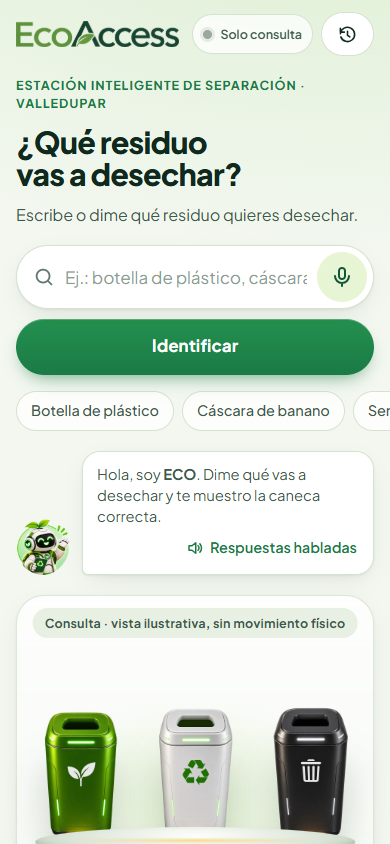 EcoAccess
Solo consulta
ESTACIÓN INTELIGENTE DE SEPARACIÓN ·
VALLEDUPAR
¿Qué residuo
vas a desechar?
Escribe o dime qué residuo quieres desechar.
Ej.: botella de plástico, cáscara
Identificar
Botella de plástico
Cáscara de banano
Ser
Hola, soy ECO. Dime qué vas a
desechar y te muestro la caneca
correcta.
Respuestas habladas
Consulta · vista ilustrativa, sin movimiento físico